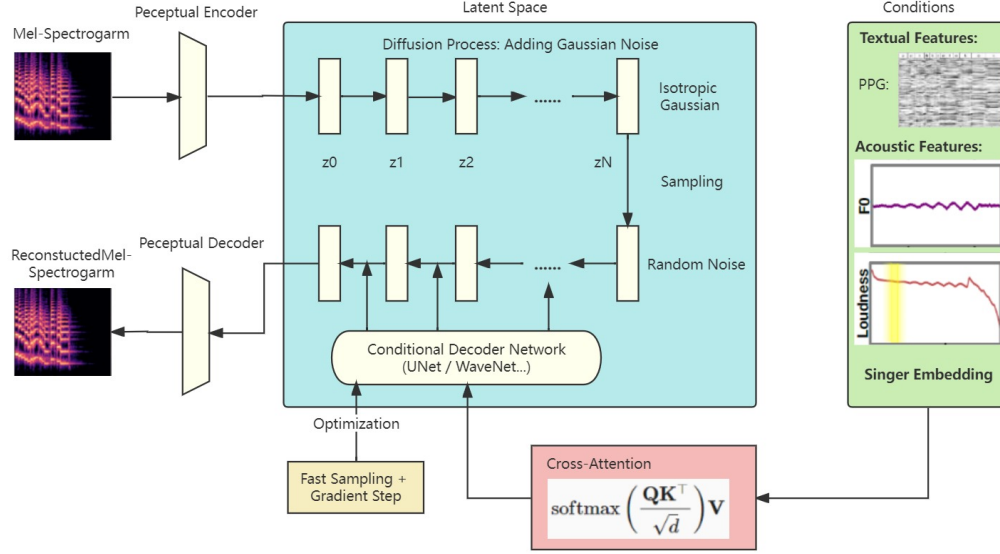 Peceptual Encoder
Latent Space
Conditions
Mel-Spectrogarm
Diffusion Process: Adding Gaussian Noise
Textual Features:
PPG:
Isotropic
Gaussian
......
z0
z1
z2
zN
Acoustic Features:
F0
Sampling
Peceptual Decoder
ReconstuctedMel-
Spectrogarm
......
Random Noise
Loudness
Conditional Decoder Network
(UNet / WaveNet...)
Singer Embedding
Optimization
Fast Sampling +
Gradient Step
Cross-Attention
softmax(QK⊤/√d)V